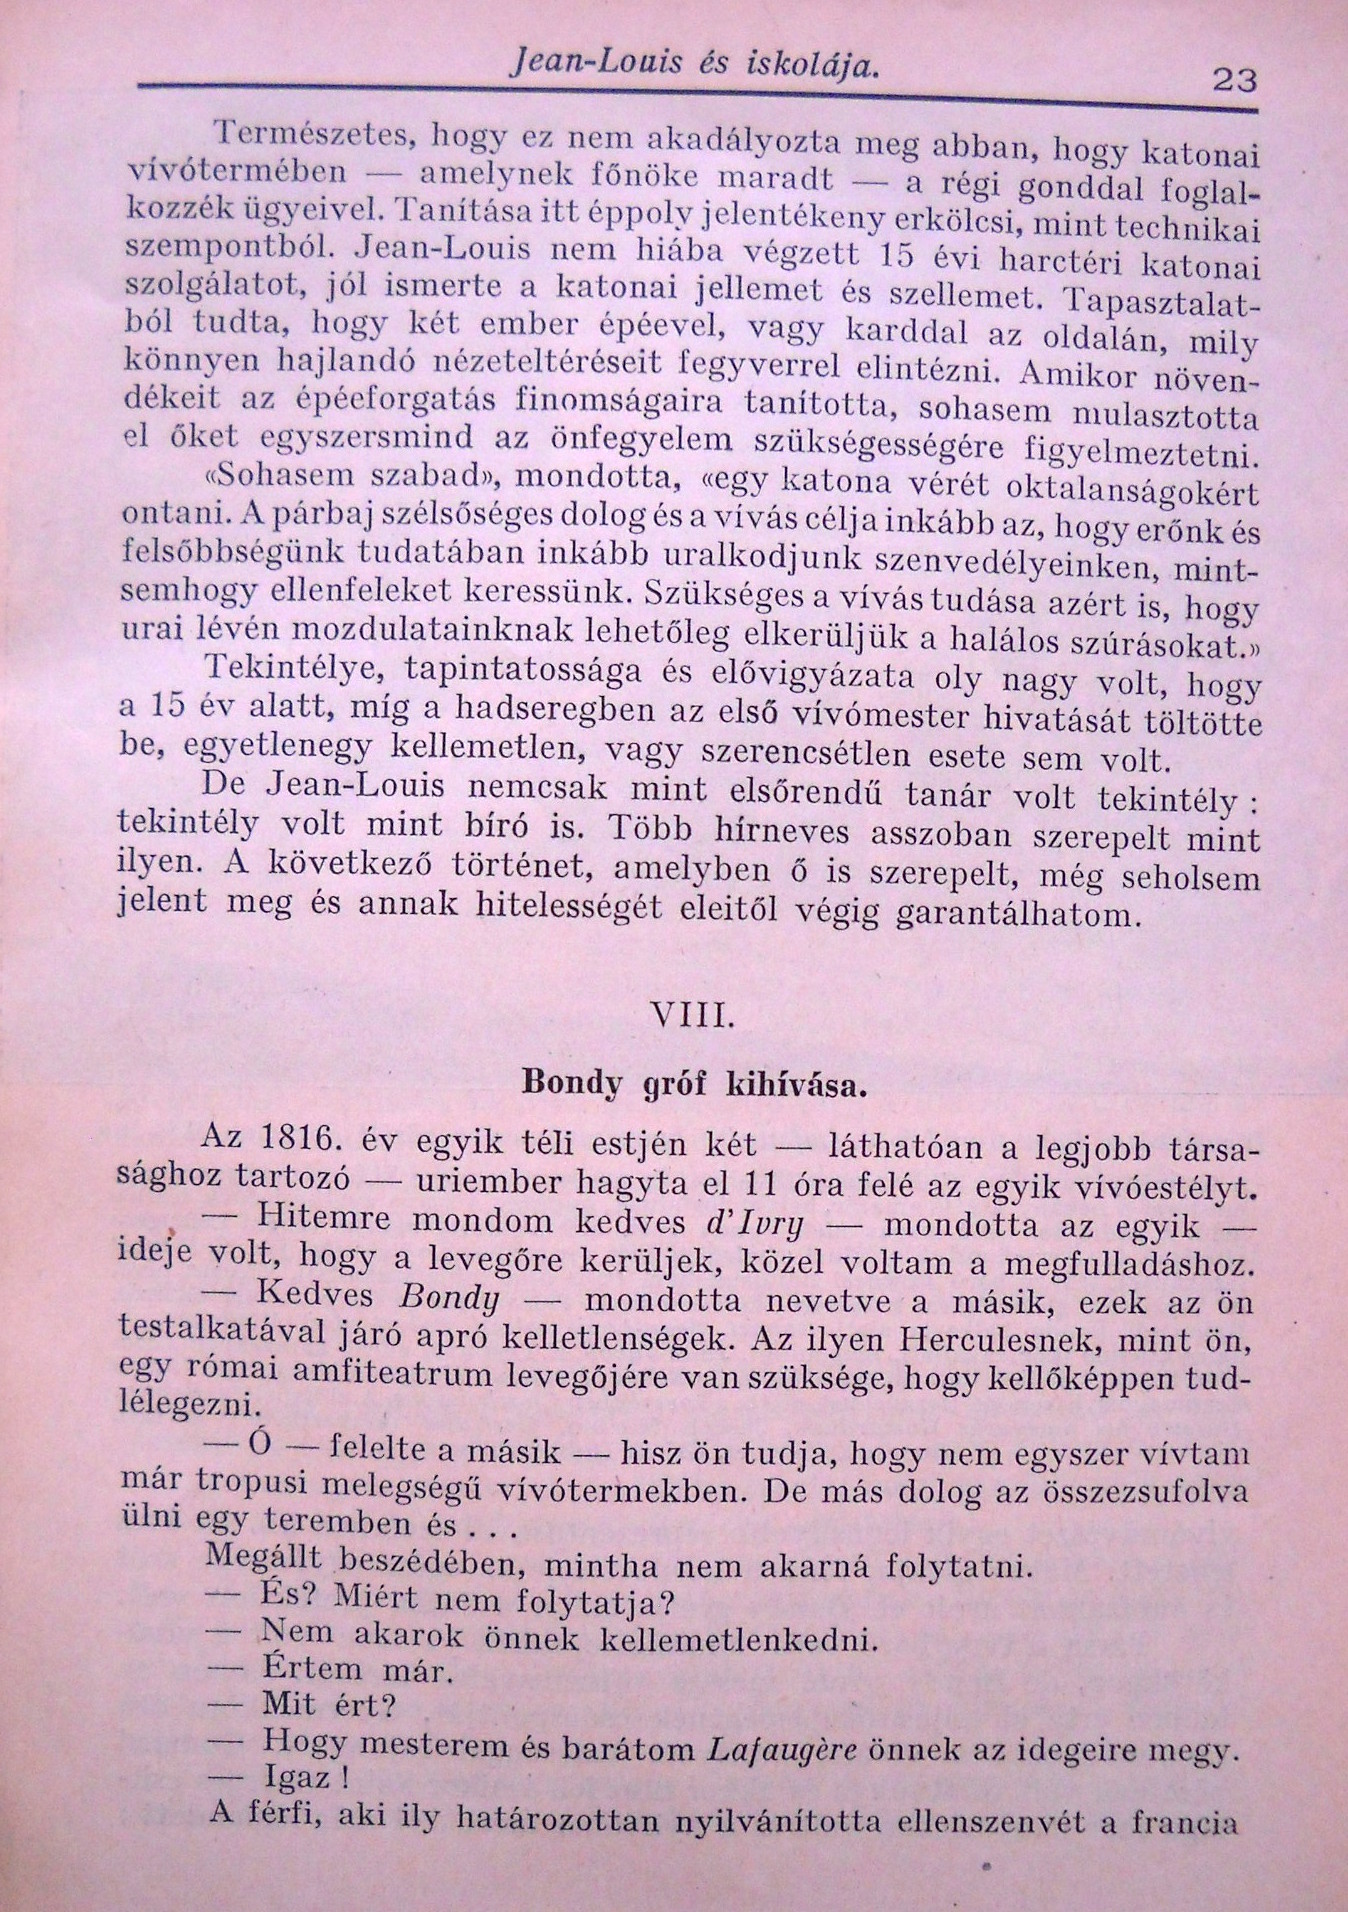 Jean-Louis és iskolája.
23
Természetes, hogy ez nem akadályozta meg abban, hogy katonai
vívótermében — amelynek főnöke maradt — a régi gonddal foglal-
kozzék ügyeivel. Tanítása itt éppoly jelentékeny erkölcsi, mint technikai
szempontból. Jean-Louis nem hiába végzett 15 évi harctéri katonai
szolgálatot, jól ismerte a katonai jellemet és szellemet. Tapasztalat-
ból tudta, hogy két ember épéevel, vagy karddal az oldalán, mily
könnyen hajlandó nézeteltéréseit fegyverrel elintézni. Amikor növen-
dékeit az épéeforgatás finomságaira tanította, sohasem mulasztotta
el őket egyszersmind az önfegyelem szükségességére figyelmeztetni.
«Sohasem szabad», mondotta, «egy katona vérét oktalanságokért
ontani. A párbaj szélsőséges dolog és a vívás célja inkább az, hogy erőnk és
felsőbbségünk tudatában inkább uralkodjunk szenvedélyeinken, mint-
semhogy ellenfeleket keressünk. Szükséges a vívás tudása azért is, hogy
urai lévén mozdulatainknak lehetőleg elkerüljük a halálos szúrásokat.»
Tekintélye, tapintatossága és elővigyázata oly nagy volt, hogy
a 15 év alatt, míg a hadseregben az első vívómester hivatását töltötte
be, egyetlenegy kellemetlen, vagy szerencsétlen esete sem volt.
De Jean-Louis nemcsak mint elsőrendű tanár volt tekintély :
tekintély volt mint bíró is. Több hírneves asszoban szerepelt mint
ilyen. A következő történet, amelyben ő is szerepelt, még seholsem
jelent meg és annak hitelességét eleitől végig garantálhatom.
VIII.
Bondy gróf kihívása.
Az 1816. év egyik téli estjén két — láthatóan a legjobb társa-
sághoz tartozó — uriember hagyta el 11 óra felé az egyik vívóestélyt.
— Hitemre mondom kedves d'Ivry — mondotta az egyik —
ideje volt, hogy a levegőre kerüljek, közel voltam a megfulladáshoz.
— Kedves Bondy — mondotta nevetve a másik, ezek az ön
testalkatával járó apró kelletlenségek. Az ilyen Herculesnek, mint ön,
egy római amfiteatrum levegőjére van szüksége, hogy kellőképpen tud-
lélegezni.
— Ó — felelte a másik — hisz ön tudja, hogy nem egyszer vívtam
már tropusi melegségű vívótermekben. De más dolog az összezsufolva
ülni egy teremben és . . .
Megállt beszédében, mintha nem akarná folytatni.
— És? Miért nem folytatja?
— Nem akarok önnek kellemetlenkedni.
— Értem már.
— Mit ért?
— Hogy mesterem és barátom Lafaugère önnek az idegeire megy.
— Igaz !
A férfi, aki ily határozottan nyilvánította ellenszenvét a francia